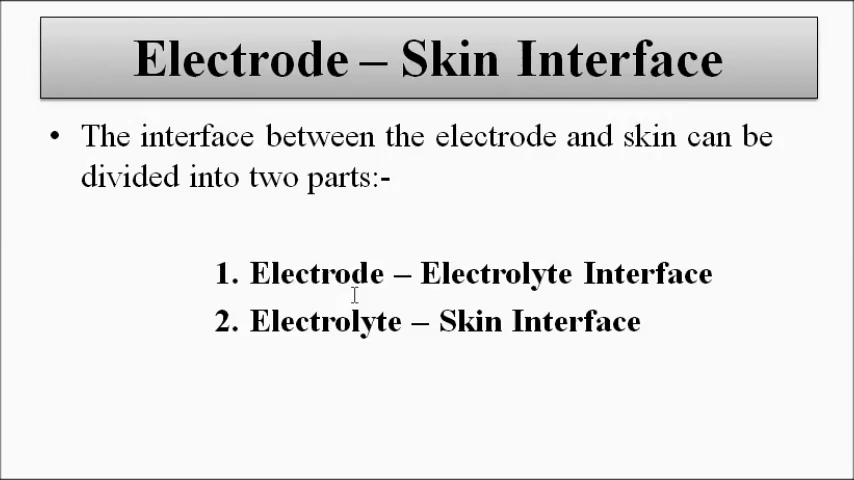 Electrode – Skin Interface
• The interface between the electrode and skin can be
divided into two parts:-
1. Electrode – Electrolyte Interface
2. Electrolyte – Skin Interface